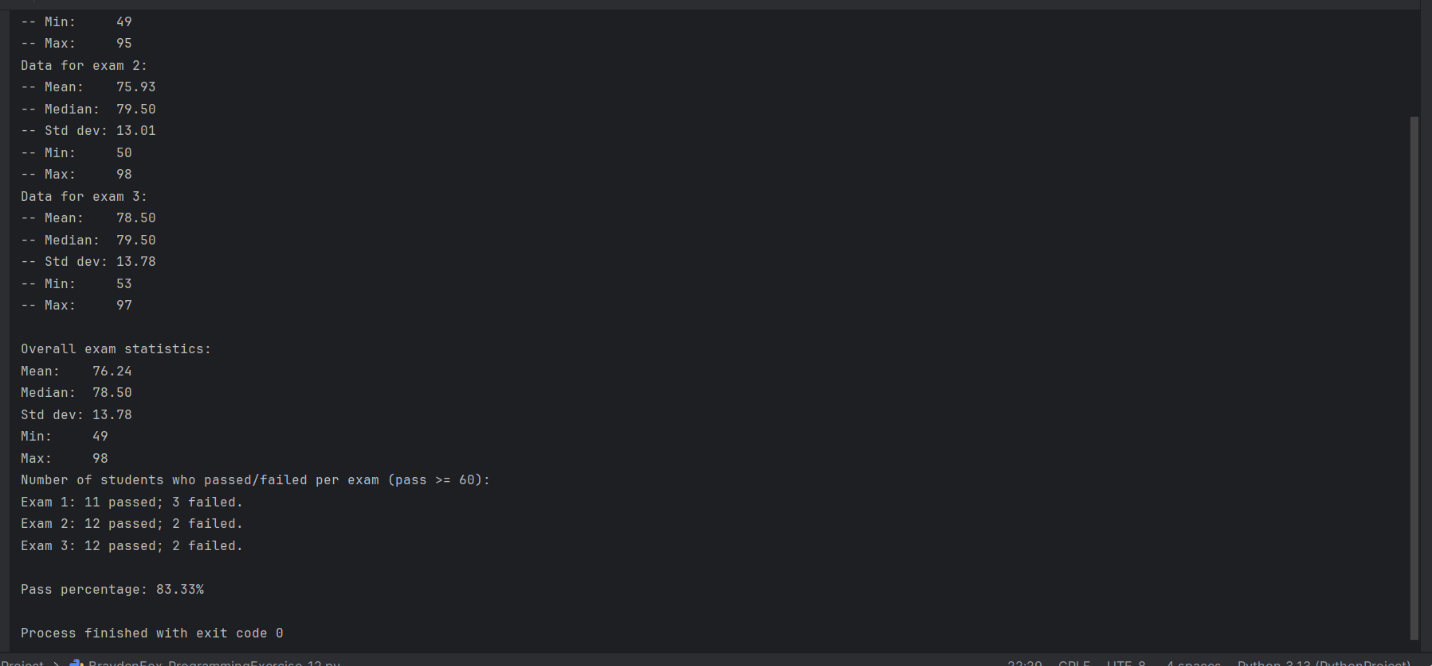 -- Min:     49
-- Max:     95
Data for exam 2:
-- Mean:    75.93
-- Median:  79.50
-- Std dev: 13.01
-- Min:     50
-- Max:     98
Data for exam 3:
-- Mean:    78.50
-- Median:  79.50
-- Std dev: 13.78
-- Min:     53
-- Max:     97
Overall exam statistics:
Mean:    76.24
Median:  78.50
Std dev: 13.78
Min:     49
Max:     98
Number of students who passed/failed per exam (pass >= 60):
Exam 1: 11 passed; 3 failed.
Exam 2: 12 passed; 2 failed.
Exam 3: 12 passed; 2 failed.
Pass percentage: 83.33%
Process finished with exit code 0
Project > BraydenFox-ProgrammingExercise-12.py 22:20 CRLF UTF-8 4 spaces Python 3.13 (PythonProject)